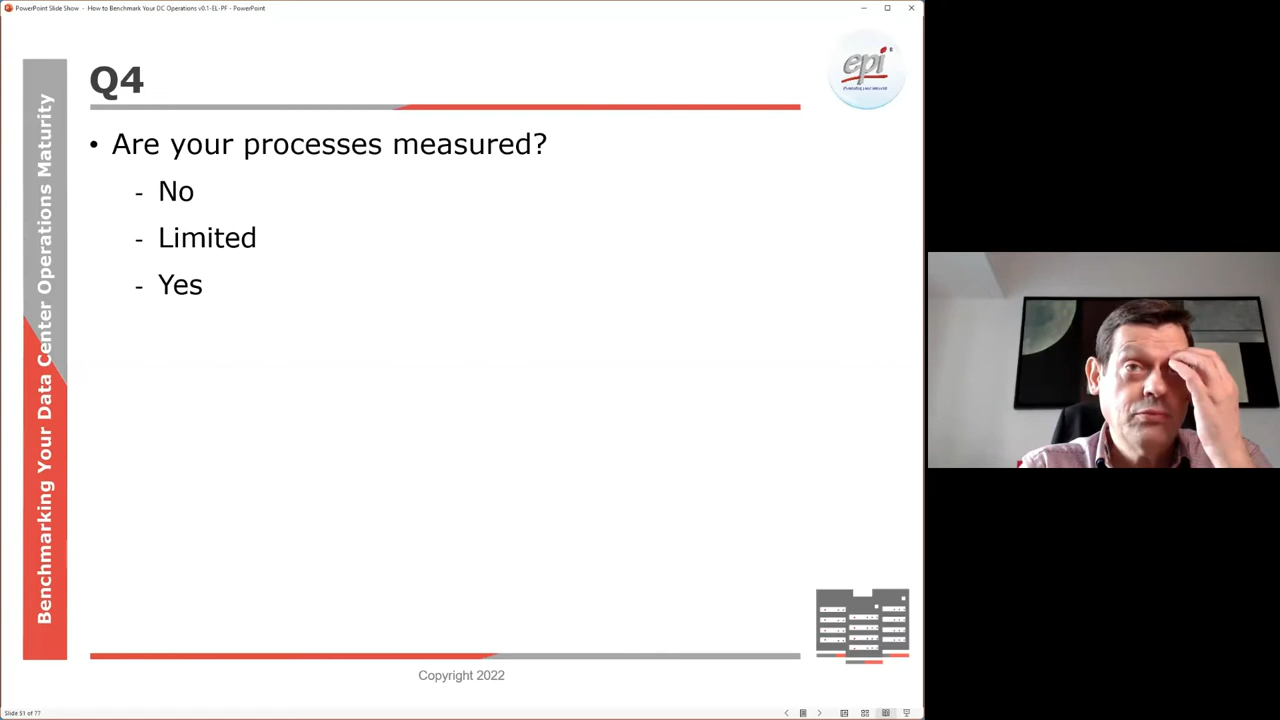 PowerPoint Slide Show - How to Benchmark Your DC Operations v0.1-EL-PF - PowerPoint
Q4
epi
Benchmarking Your Data Center Operations Maturity
• Are your processes measured?
- No
- Limited
- Yes
Copyright 2022
Slide 51 of 77